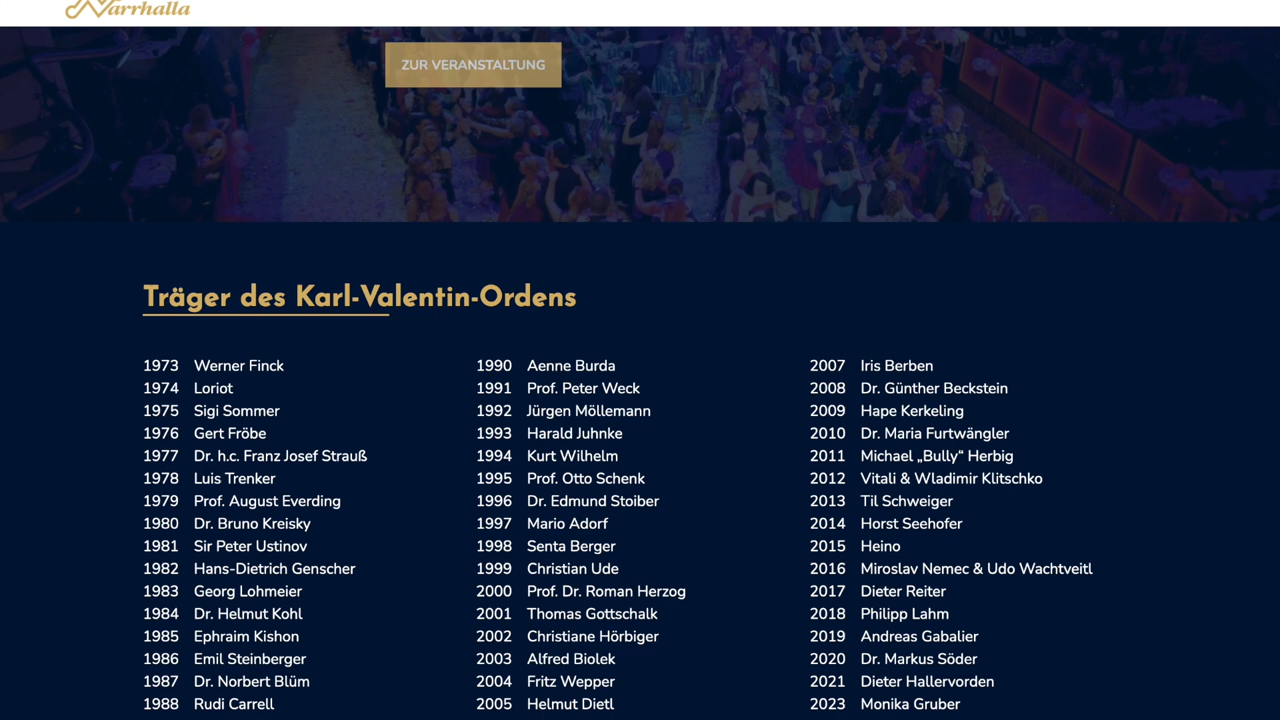 Narrhalla
ZUR VERANSTALTUNG
Träger des Karl-Valentin-Ordens
1973 Werner Finck
1974 Loriot
1975 Sigi Sommer
1976 Gert Fröbe
1977 Dr. h.c. Franz Josef Strauß
1978 Luis Trenker
1979 Prof. August Everding
1980 Dr. Bruno Kreisky
1981 Sir Peter Ustinov
1982 Hans-Dietrich Genscher
1983 Georg Lohmeier
1984 Dr. Helmut Kohl
1985 Ephraim Kishon
1986 Emil Steinberger
1987 Dr. Norbert Blüm
1988 Rudi Carrell
1990 Aenne Burda
1991 Prof. Peter Weck
1992 Jürgen Möllemann
1993 Harald Juhnke
1994 Kurt Wilhelm
1995 Prof. Otto Schenk
1996 Dr. Edmund Stoiber
1997 Mario Adorf
1998 Senta Berger
1999 Christian Ude
2000 Prof. Dr. Roman Herzog
2001 Thomas Gottschalk
2002 Christiane Hörbiger
2003 Alfred Biolek
2004 Fritz Wepper
2005 Helmut Dietl
2007 Iris Berben
2008 Dr. Günther Beckstein
2009 Hape Kerkeling
2010 Dr. Maria Furtwängler
2011 Michael „Bully“ Herbig
2012 Vitali & Wladimir Klitschko
2013 Til Schweiger
2014 Horst Seehofer
2015 Heino
2016 Miroslav Nemec & Udo Wachtveitl
2017 Dieter Reiter
2018 Philipp Lahm
2019 Andreas Gabalier
2020 Dr. Markus Söder
2021 Dieter Hallervorden
2023 Monika Gruber